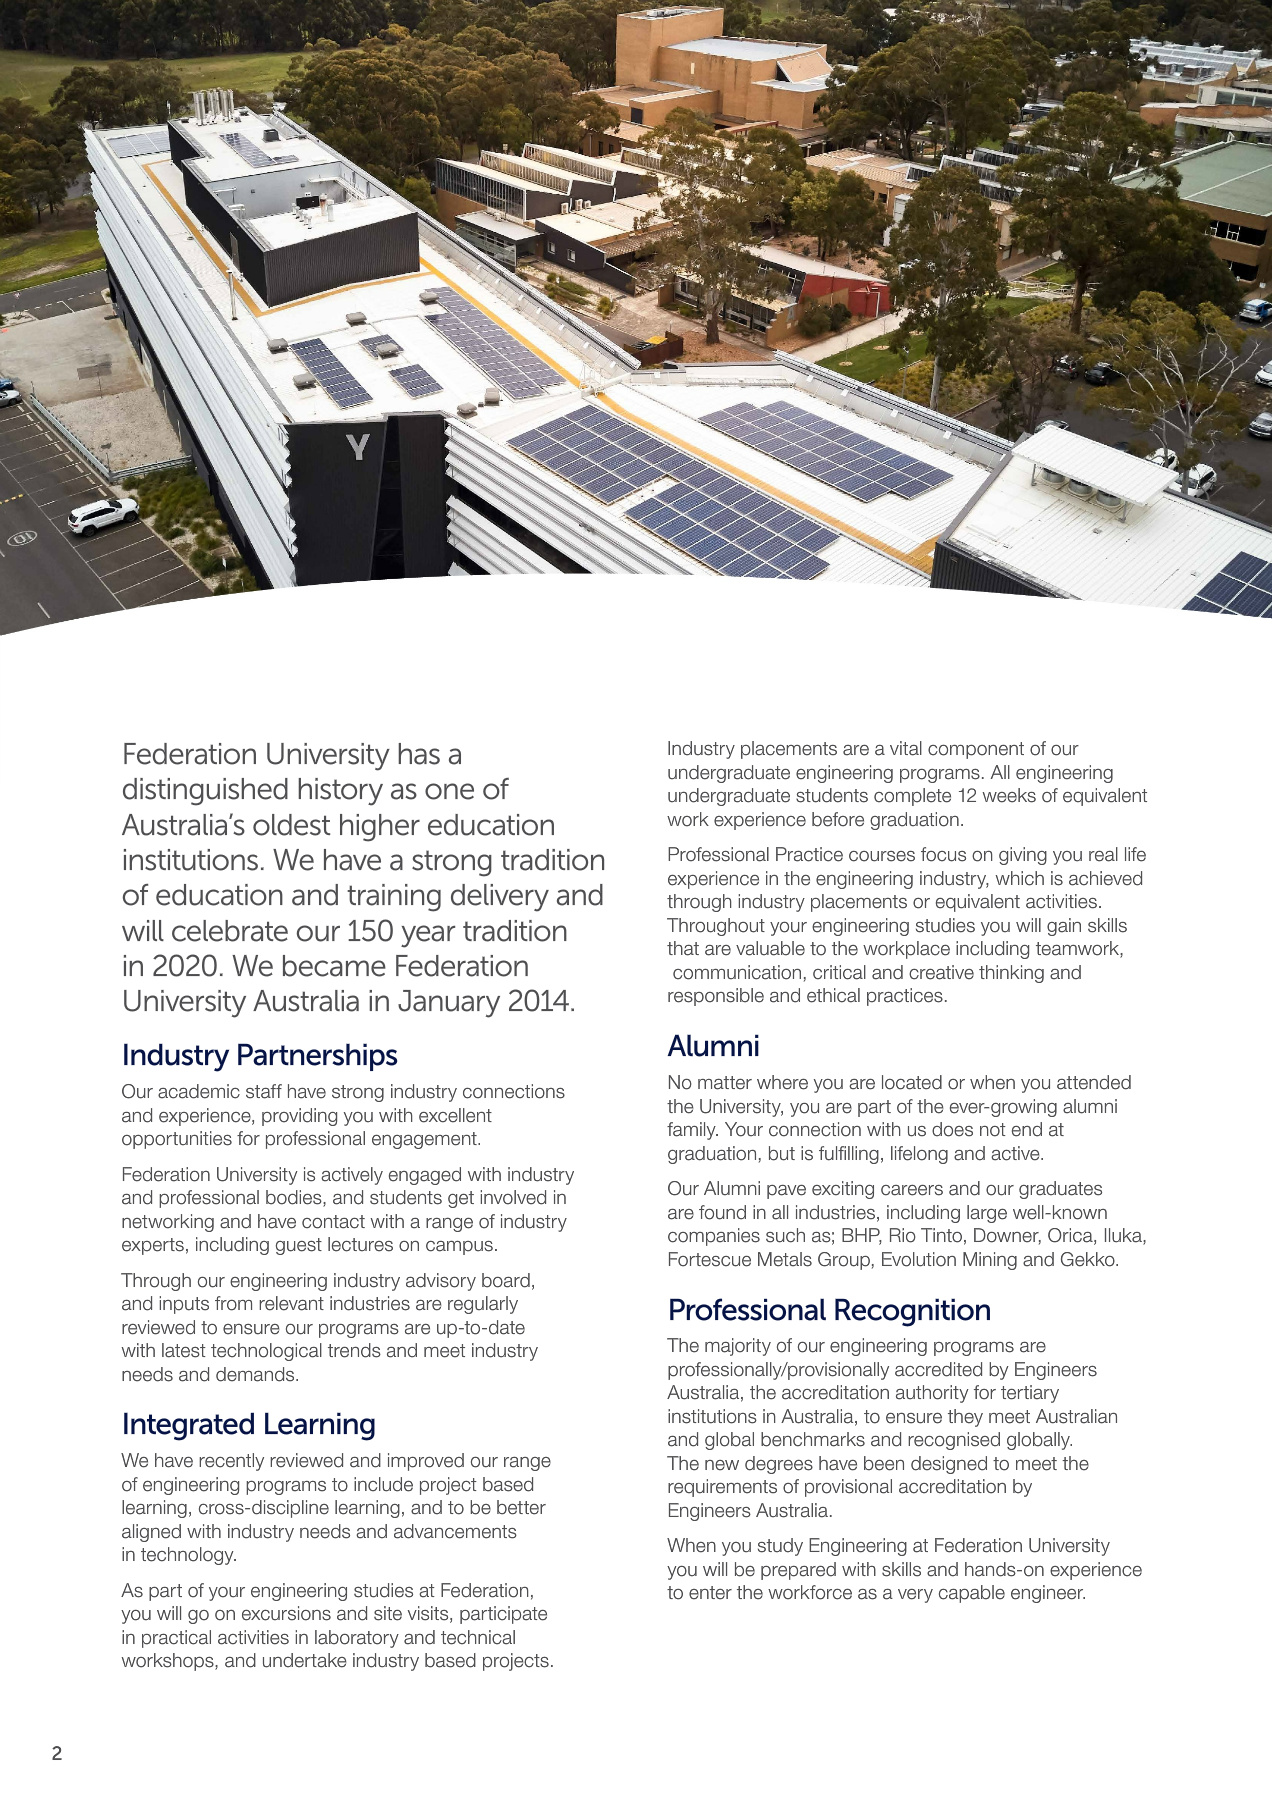 Y
Federation University has a
distinguished history as one of
Australia’s oldest higher education
institutions. We have a strong tradition
of education and training delivery and
will celebrate our 150 year tradition
in 2020. We became Federation
University Australia in January 2014.
Industry Partnerships
Our academic staff have strong industry connections
and experience, providing you with excellent
opportunities for professional engagement.
Federation University is actively engaged with industry
and professional bodies, and students get involved in
networking and have contact with a range of industry
experts, including guest lectures on campus.
Through our engineering industry advisory board,
and inputs from relevant industries are regularly
reviewed to ensure our programs are up-to-date
with latest technological trends and meet industry
needs and demands.
Integrated Learning
We have recently reviewed and improved our range
of engineering programs to include project based
learning, cross-discipline learning, and to be better
aligned with industry needs and advancements
in technology.
As part of your engineering studies at Federation,
you will go on excursions and site visits, participate
in practical activities in laboratory and technical
workshops, and undertake industry based projects.
Industry placements are a vital component of our
undergraduate engineering programs. All engineering
undergraduate students complete 12 weeks of equivalent
work experience before graduation.
Professional Practice courses focus on giving you real life
experience in the engineering industry, which is achieved
through industry placements or equivalent activities.
Throughout your engineering studies you will gain skills
that are valuable to the workplace including teamwork,
communication, critical and creative thinking and
responsible and ethical practices.
Alumni
No matter where you are located or when you attended
the University, you are part of the ever-growing alumni
family. Your connection with us does not end at
graduation, but is fulfilling, lifelong and active.
Our Alumni pave exciting careers and our graduates
are found in all industries, including large well-known
companies such as; BHP, Rio Tinto, Downer, Orica, Iluka,
Fortescue Metals Group, Evolution Mining and Gekko.
Professional Recognition
The majority of our engineering programs are
professionally/provisionally accredited by Engineers
Australia, the accreditation authority for tertiary
institutions in Australia, to ensure they meet Australian
and global benchmarks and recognised globally.
The new degrees have been designed to meet the
requirements of provisional accreditation by
Engineers Australia.
When you study Engineering at Federation University
you will be prepared with skills and hands-on experience
to enter the workforce as a very capable engineer.
2